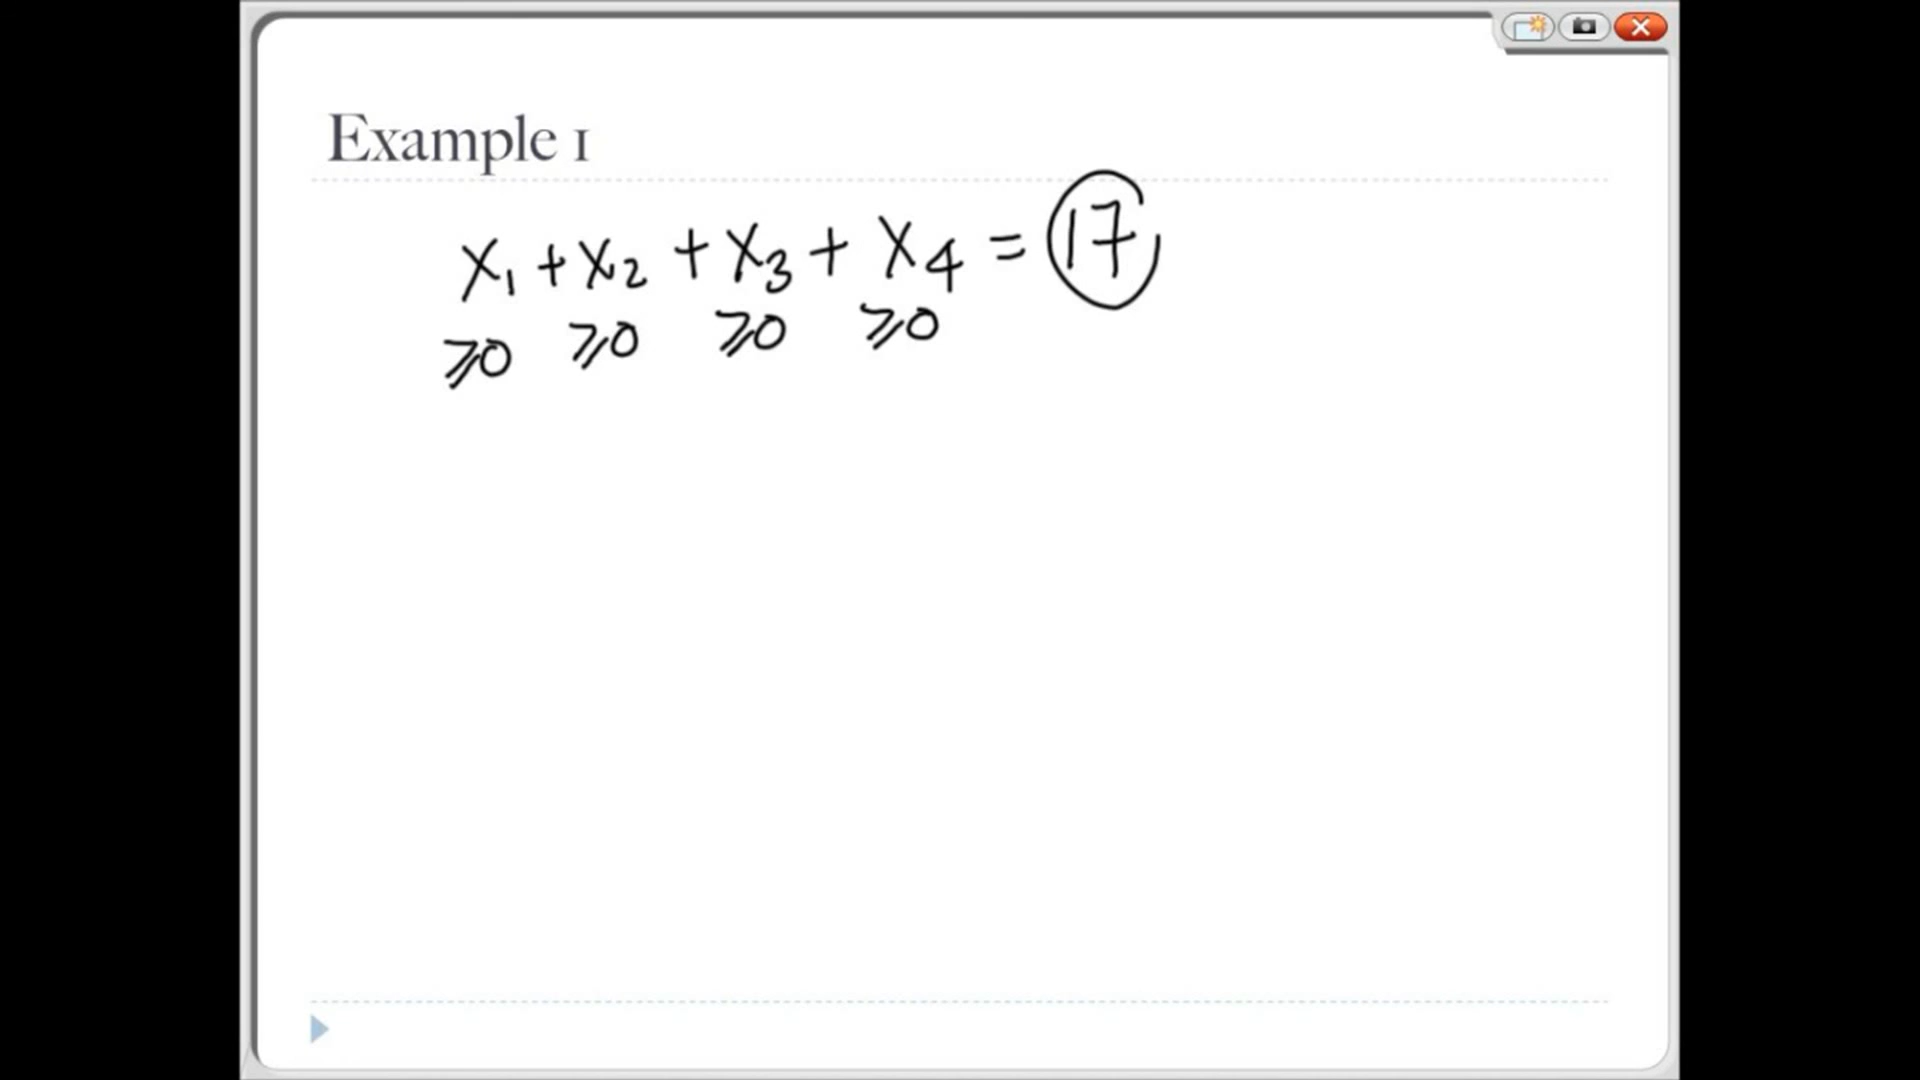 Example 1
x₁ + x₂ + x₃ + x₄ = 17
≥0 ≥0 ≥0 ≥0